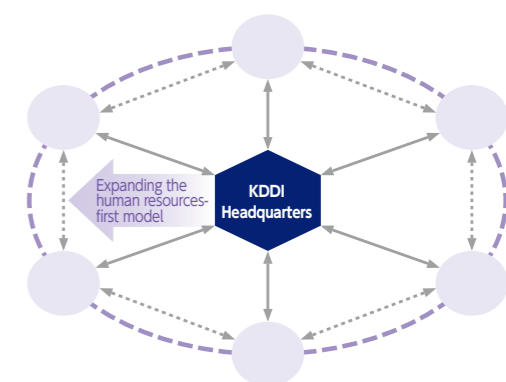 Expanding the
human resources-
first model
KDDI
Headquarters